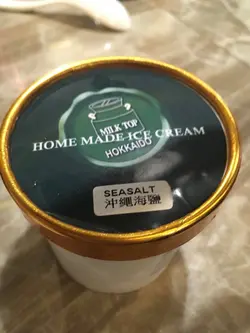 MILK TOP
HOME MADE ICE CREAM
HOKKAIDO
SEASALT
沖繩海鹽